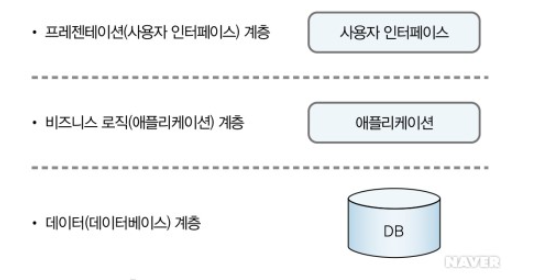 • 프레젠테이션(사용자 인터페이스) 계층
사용자 인터페이스
• 비즈니스 로직(애플리케이션) 계층
애플리케이션
• 데이터(데이터베이스) 계층
DB
NAVER